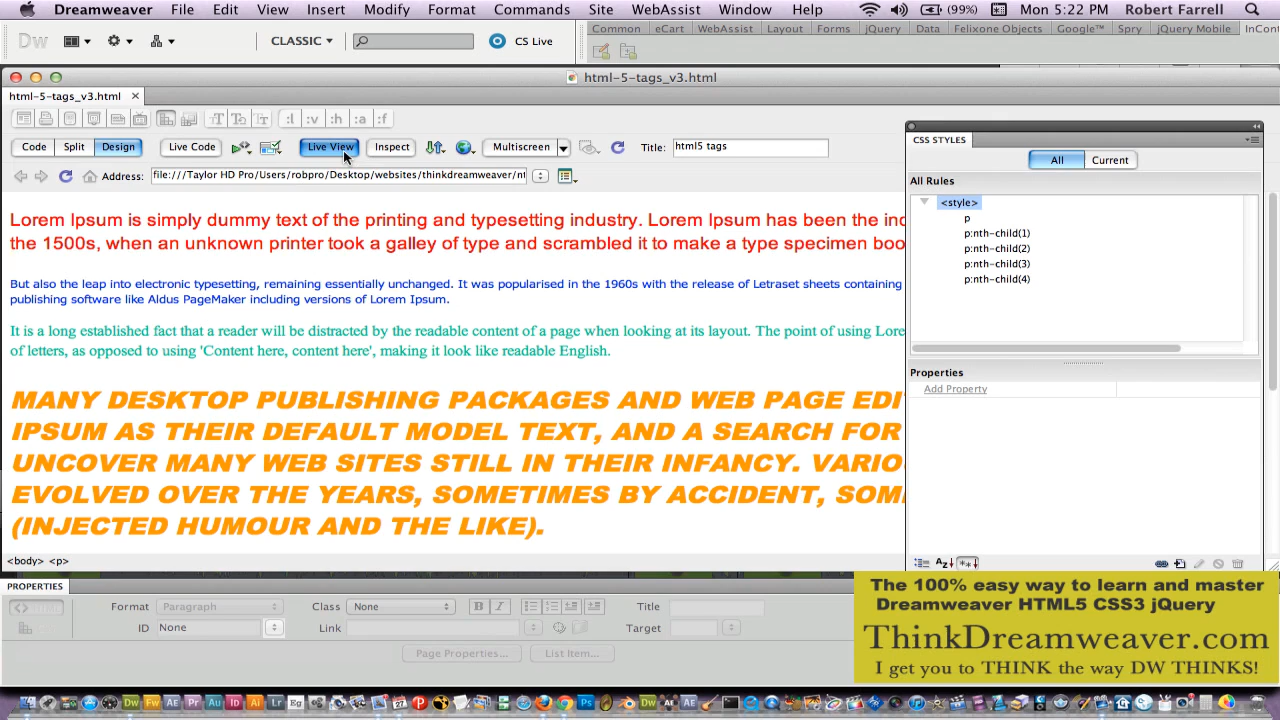 Dreamweaver File Edit View Insert Modify Format Commands Site WebAssist Window Help (99%) Mon 5:22 PM Robert Farrell
Dw CLASSIC CS Live
Common eCart WebAssist Layout Forms jQuery Data Felixone Objects Google™ Spry jQuery Mobile InCont
html-5-tags_v3.html
html-5-tags_v3.html
:l :v :h :a :f
Code Split Design Live Code Live View Inspect Multiscreen Title: html5 tags
Address: file:///Taylor HD Pro/Users/robpro/Desktop/websites/thinkdreamweaver/nt
Lorem Ipsum is simply dummy text of the printing and typesetting industry. Lorem Ipsum has been the ind
the 1500s, when an unknown printer took a galley of type and scrambled it to make a type specimen boo
But also the leap into electronic typesetting, remaining essentially unchanged. It was popularised in the 1960s with the release of Letraset sheets containing
publishing software like Aldus PageMaker including versions of Lorem Ipsum.
It is a long established fact that a reader will be distracted by the readable content of a page when looking at its layout. The point of using Lore
of letters, as opposed to using 'Content here, content here', making it look like readable English.
MANY DESKTOP PUBLISHING PACKAGES AND WEB PAGE EDI
IPSUM AS THEIR DEFAULT MODEL TEXT, AND A SEARCH FOR
UNCOVER MANY WEB SITES STILL IN THEIR INFANCY. VARIO
EVOLVED OVER THE YEARS, SOMETIMES BY ACCIDENT, SOM
(INJECTED HUMOUR AND THE LIKE).
<body> <p>
CSS STYLES
All Current
All Rules
<style>
p
p:nth-child(1)
p:nth-child(2)
p:nth-child(3)
p:nth-child(4)
Properties
Add Property
PROPERTIES
Format Paragraph Class None B I Title
ID None Link Target
Page Properties... List Item...
The 100% easy way to learn and master
Dreamweaver HTML5 CSS3 jQuery
ThinkDreamweaver.com
I get you to THINK the way DW THINKS!